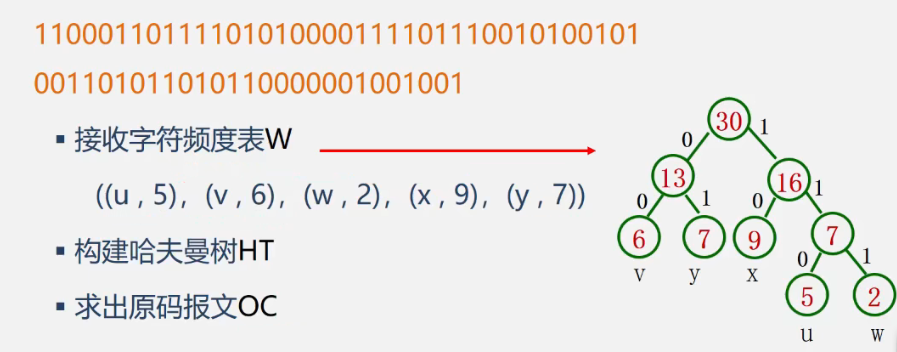 11000110111101010000111101110010100101
001101011010110000001001001
▪ 接收字符频度表W
((u , 5),  (v , 6),  (w , 2),  (x , 9),  (y , 7))
▪ 构建哈夫曼树HT
▪ 求出原码报文OC
30
0 1
13 16
0 1 0 1
6 7 9 7
v y x
0 1
5 2
u w